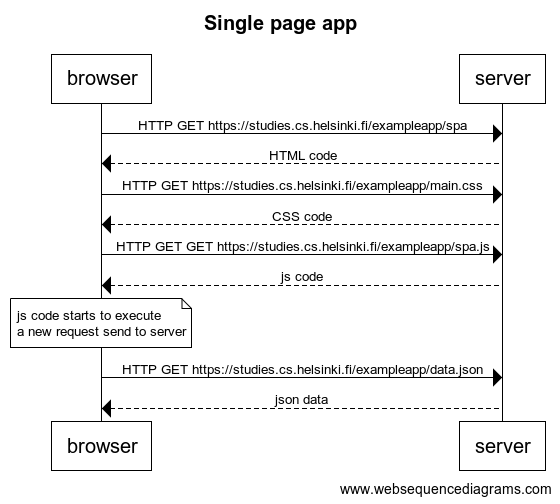 Single page app
browser
server
HTTP GET https://studies.cs.helsinki.fi/exampleapp/spa
HTML code
HTTP GET https://studies.cs.helsinki.fi/exampleapp/main.css
CSS code
HTTP GET GET https://studies.cs.helsinki.fi/exampleapp/spa.js
js code
js code starts to execute
a new request send to server
HTTP GET https://studies.cs.helsinki.fi/exampleapp/data.json
json data
browser
server
www.websequencediagrams.com